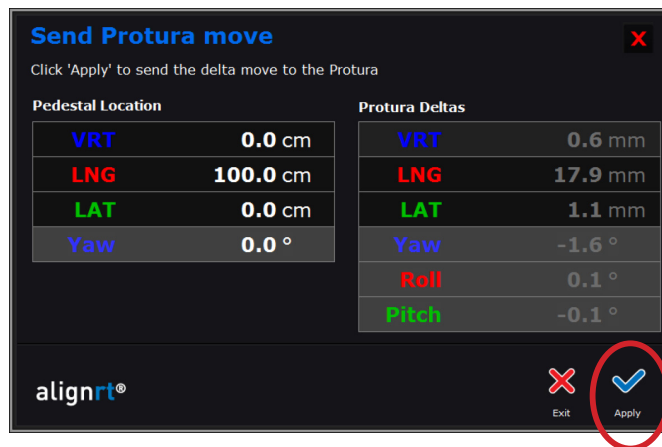 Send Protura move
X
Click 'Apply' to send the delta move to the Protura
Pedestal Location
VRT 0.0 cm
LNG 100.0 cm
LAT 0.0 cm
Yaw 0.0 °
Protura Deltas
VRT 0.6 mm
LNG 17.9 mm
LAT 1.1 mm
Yaw -1.6 °
Roll 0.1 °
Pitch -0.1 °
alignrt®
Exit
Apply